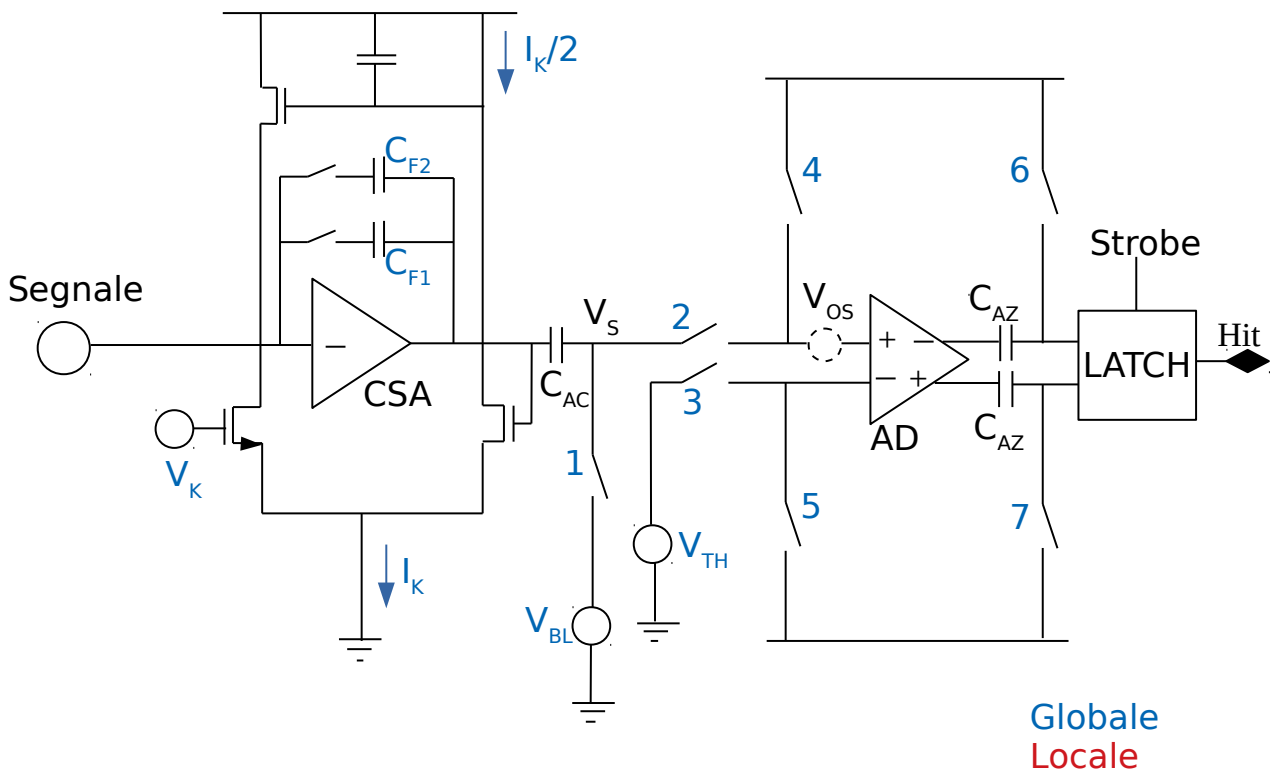 I_K/2
C_F2
4
6
Strobe
C_F1
Segnale
V_S
2
V_OS
C_AZ
Hit
−
+
−
LATCH
CSA
C_AC
3
−
+
C_AZ
AD
V_K
1
5
7
V_TH
I_K
V_BL
Globale
Locale